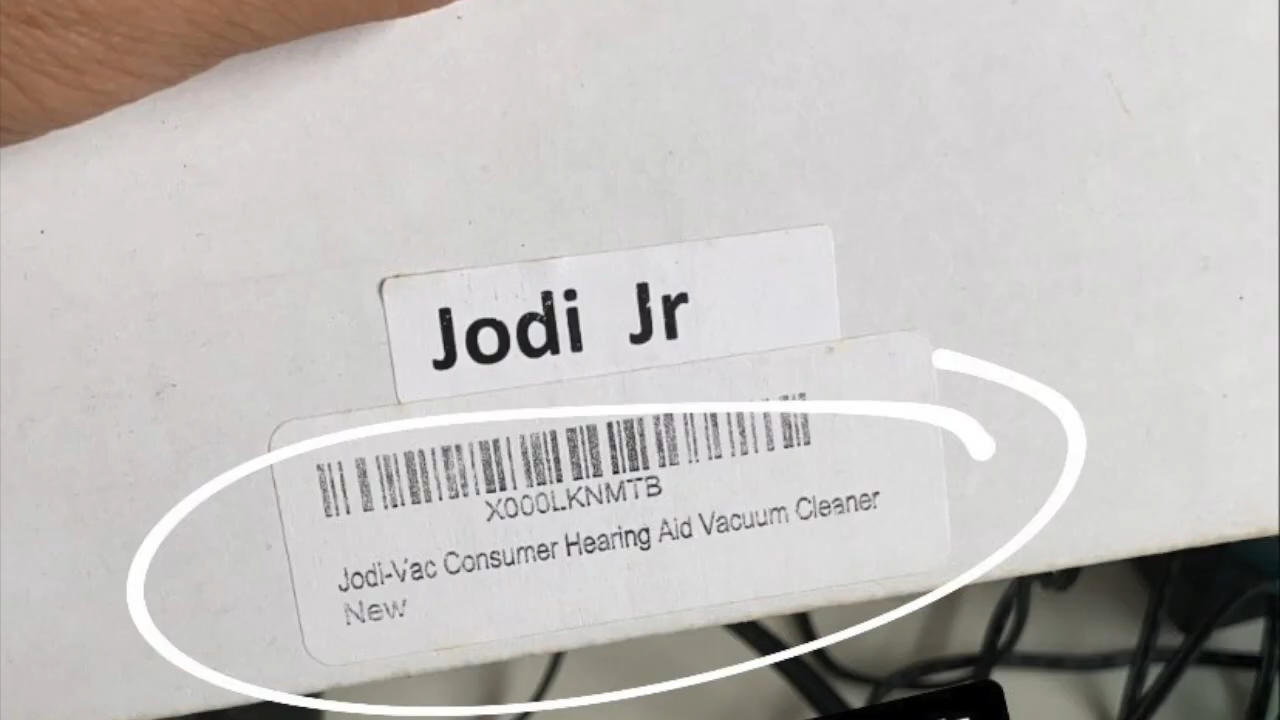 Jodi Jr
X000LKNMTB
Jodi-Vac Consumer Hearing Aid Vacuum Cleaner
New